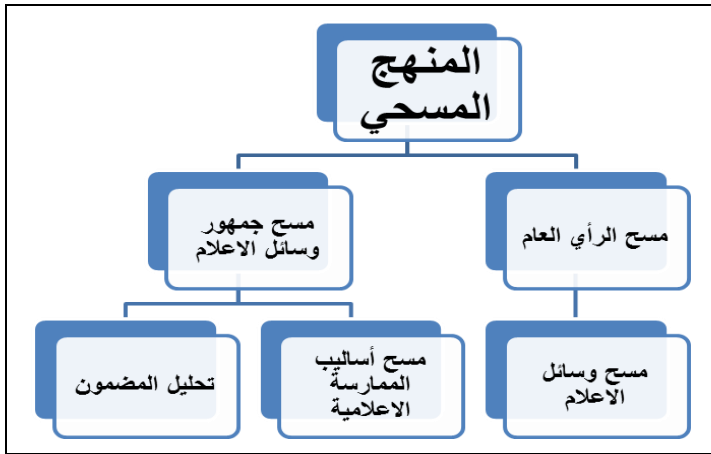 المنهج
المسحي
مسح الرأي العام
مسح جمهور
وسائل الاعلام
مسح وسائل
الاعلام
مسح أساليب
الممارسة
الاعلامية
تحليل المضمون